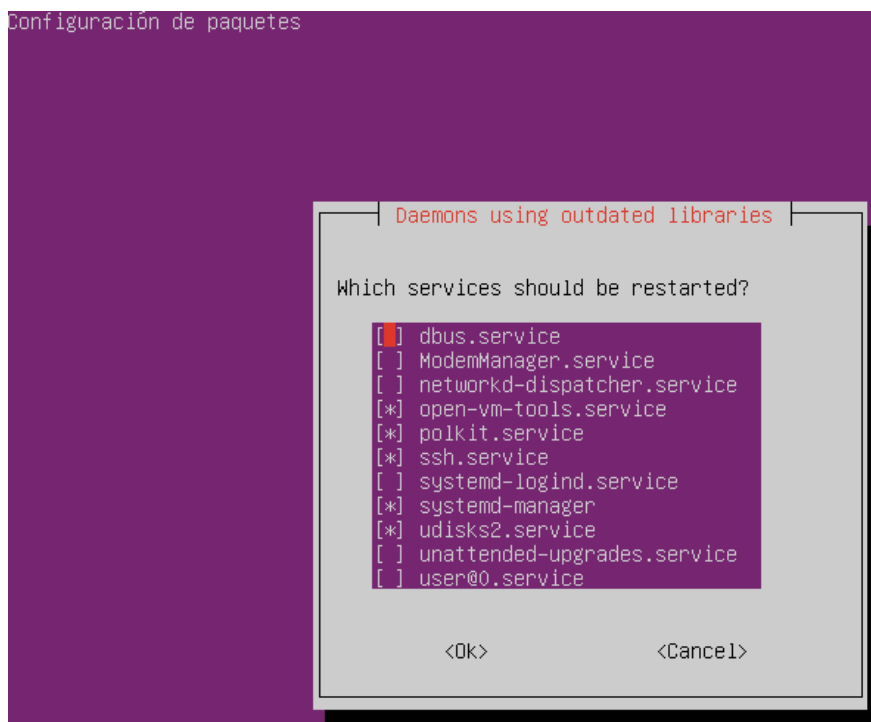 Configuración de paquetes
Daemons using outdated libraries
Which services should be restarted?
[ ] dbus.service
[ ] ModemManager.service
[ ] networkd-dispatcher.service
[*] open-vm-tools.service
[*] polkit.service
[*] ssh.service
[ ] systemd-logind.service
[*] systemd-manager
[*] udisks2.service
[ ] unattended-upgrades.service
[ ] user@0.service
<Ok> <Cancel>